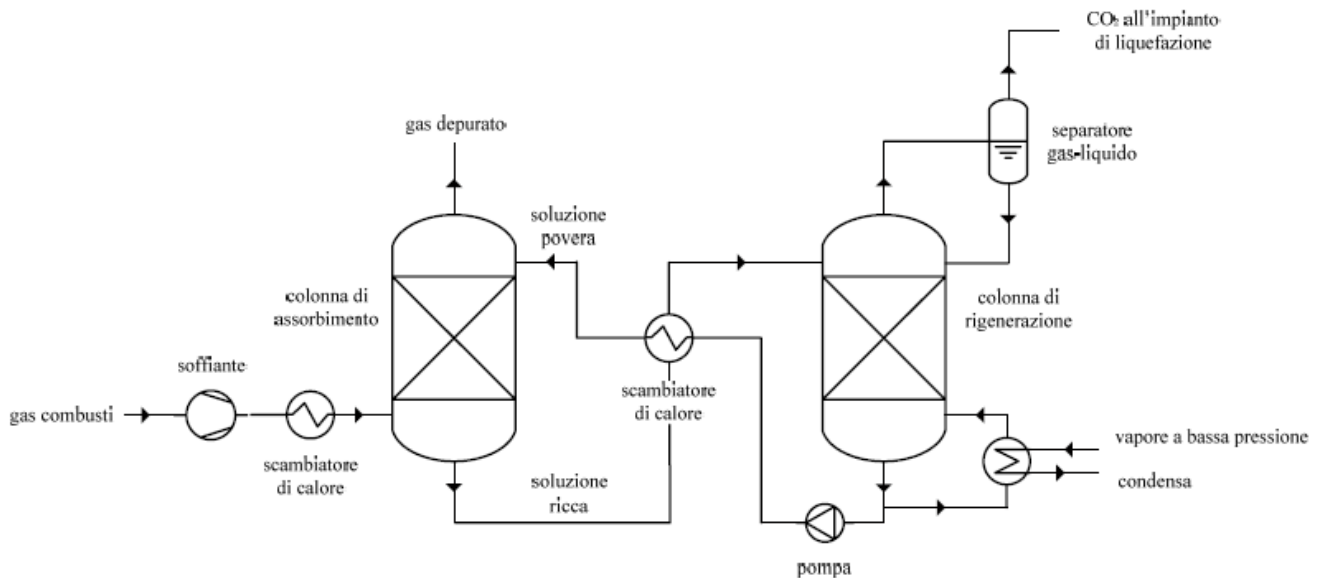 CO₂ all'impianto
di liquefazione
gas depurato
separatore
gas-liquido
soluzione
povera
colonna di
assorbimento
colonna di
rigenerazione
soffiante
scambiatore
di calore
gas combusti
vapore a bassa pressione
scambiatore
di calore
condensa
soluzione
ricca
pompa